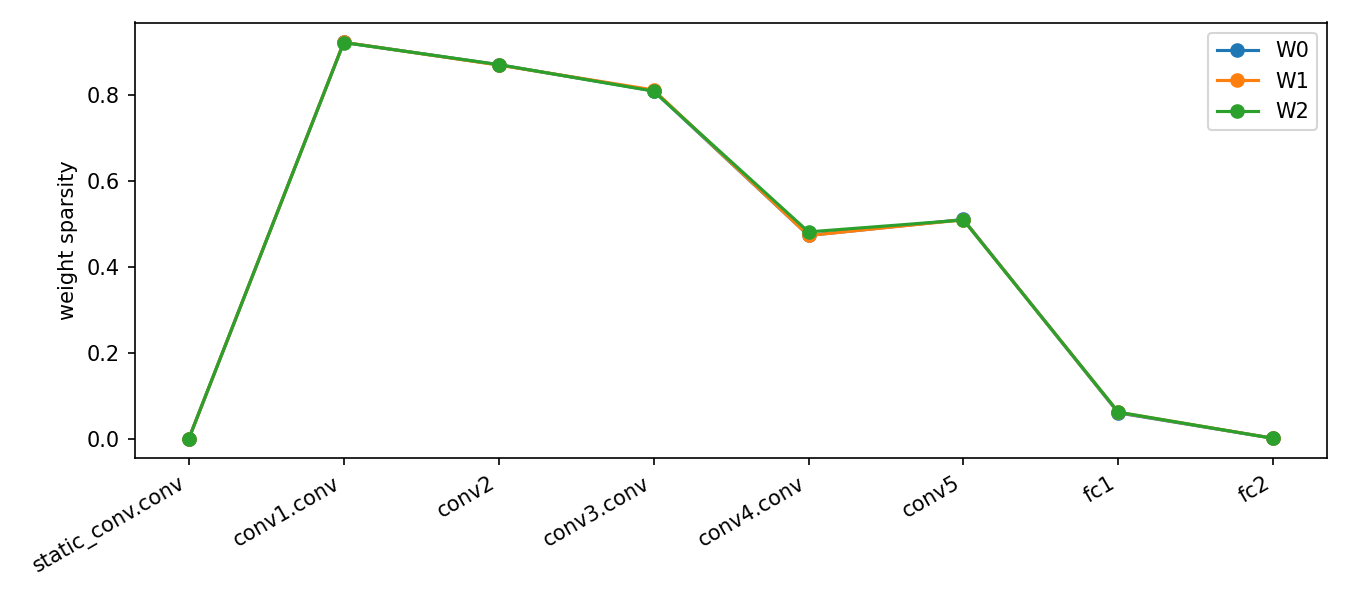 W0
W1
W2
weight sparsity
0.8
0.6
0.4
0.2
0.0
static_conv.conv
conv1.conv
conv2
conv3.conv
conv4.conv
conv5
fc1
fc2